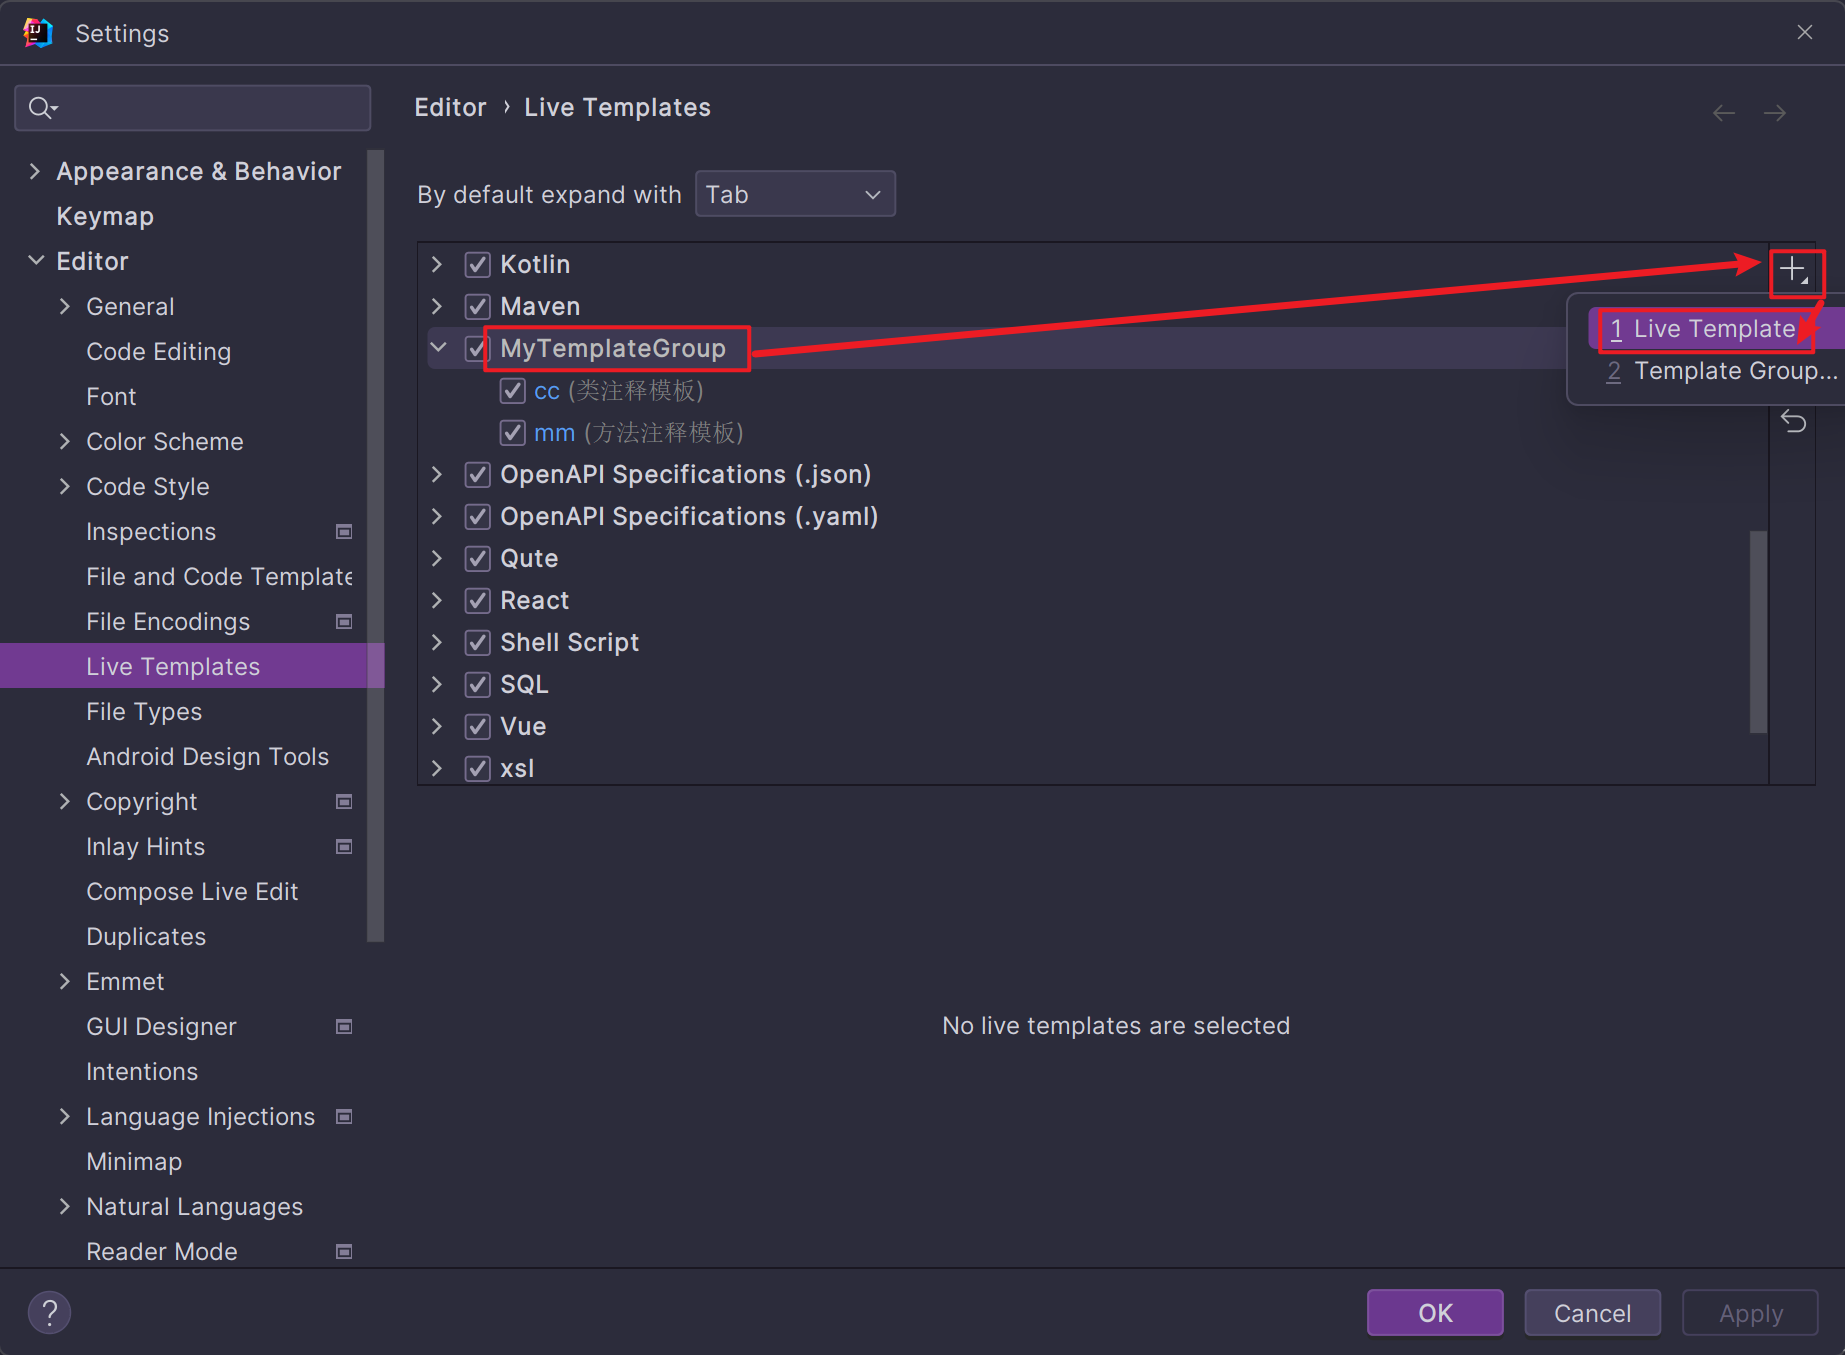 Settings
Editor › Live Templates
Appearance & Behavior
Keymap
Editor
General
Code Editing
Font
Color Scheme
Code Style
Inspections
File and Code Template
File Encodings
Live Templates
File Types
Android Design Tools
Copyright
Inlay Hints
Compose Live Edit
Duplicates
Emmet
GUI Designer
Intentions
Language Injections
Minimap
Natural Languages
Reader Mode
By default expand with Tab
Kotlin
Maven
MyTemplateGroup
cc (类注释模板)
mm (方法注释模板)
OpenAPI Specifications (.json)
OpenAPI Specifications (.yaml)
Qute
React
Shell Script
SQL
Vue
xsl
1 Live Template
2 Template Group...
No live templates are selected
?
OK
Cancel
Apply